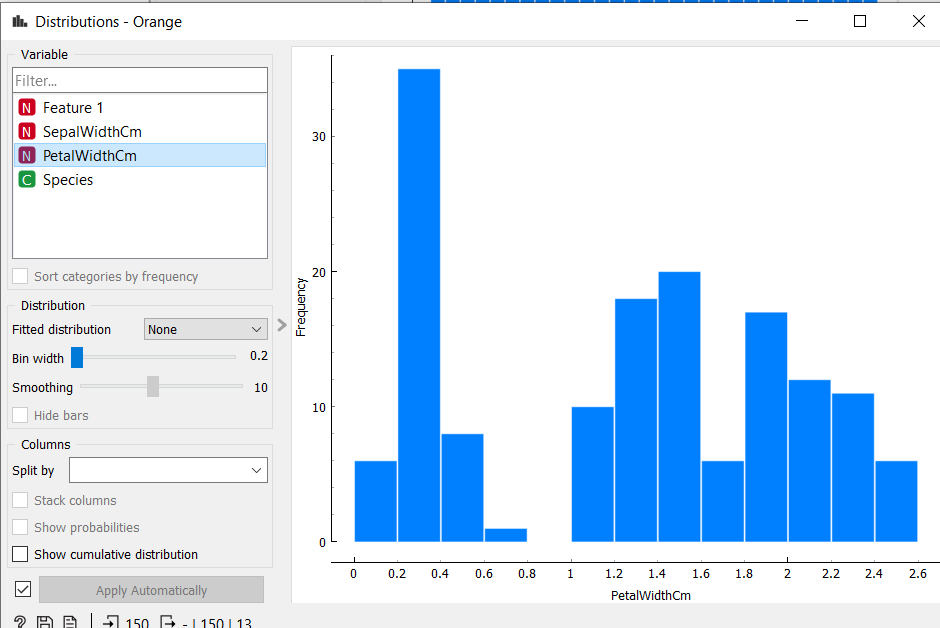 Distributions - Orange
Variable
Filter...
N Feature 1
N SepalWidthCm
N PetalWidthCm
C Species
Sort categories by frequency
Distribution
Fitted distribution None
Bin width 0.2
Smoothing 10
Hide bars
Columns
Split by
Stack columns
Show probabilities
Show cumulative distribution
Apply Automatically
? 150 - | 150 | 13
Frequency
30
20
10
0
0 0.2 0.4 0.6 0.8 1 1.2 1.4 1.6 1.8 2 2.2 2.4 2.6
PetalWidthCm